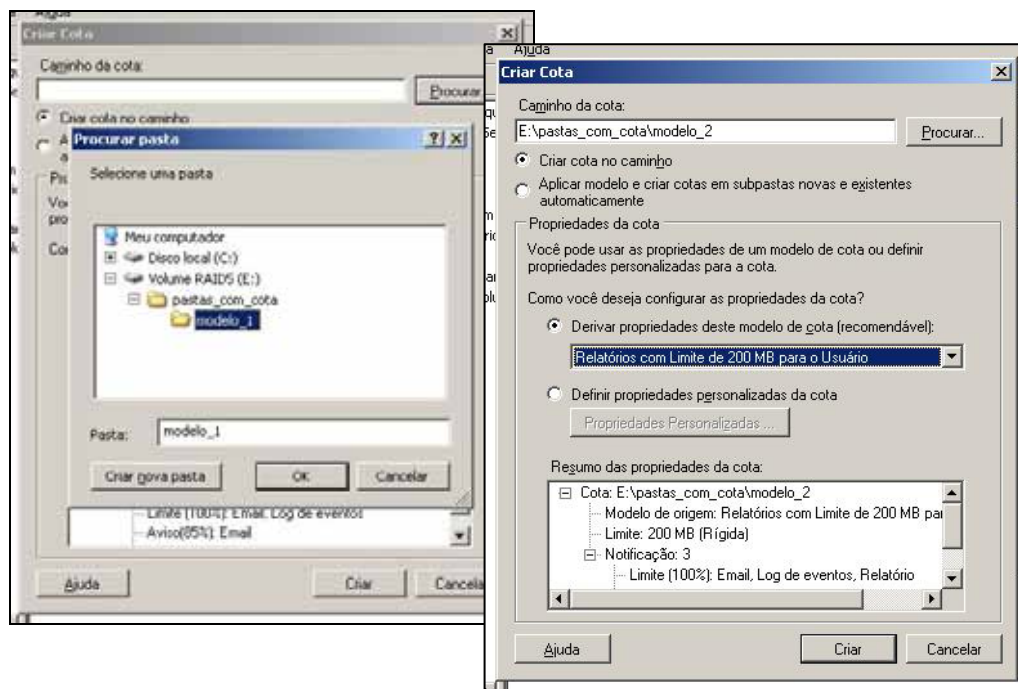 Ajuda
Criar Cota
Caminho da cota:
Procurar
Criar cota no caminho
A
a
Procurar pasta
Selecione uma pasta
Meu computador
Disco local (C:)
Volume RAID5 (E:)
pastas_com_cota
modelo_1
Pasta: modelo_1
Criar nova pasta OK Cancelar
Limite (100%): Email, Log de eventos
Aviso(85%): Email
Ajuda Criar Cancela
Ajuda
Criar Cota
Caminho da cota:
E:\pastas_com_cota\modelo_2 Procurar...
Criar cota no caminho
Aplicar modelo e criar cotas em subpastas novas e existentes
automaticamente
Propriedades da cota
Você pode usar as propriedades de um modelo de cota ou definir
propriedades personalizadas para a cota.
Como você deseja configurar as propriedades da cota?
Derivar propriedades deste modelo de cota (recomendável):
Relatórios com Limite de 200 MB para o Usuário
Definir propriedades personalizadas da cota
Propriedades Personalizadas ...
Resumo das propriedades da cota:
Cota: E:\pastas_com_cota\modelo_2
Modelo de origem: Relatórios com Limite de 200 MB par
Limite: 200 MB (Rígida)
Notificação: 3
Limite (100%): Email, Log de eventos, Relatório
Ajuda Criar Cancelar